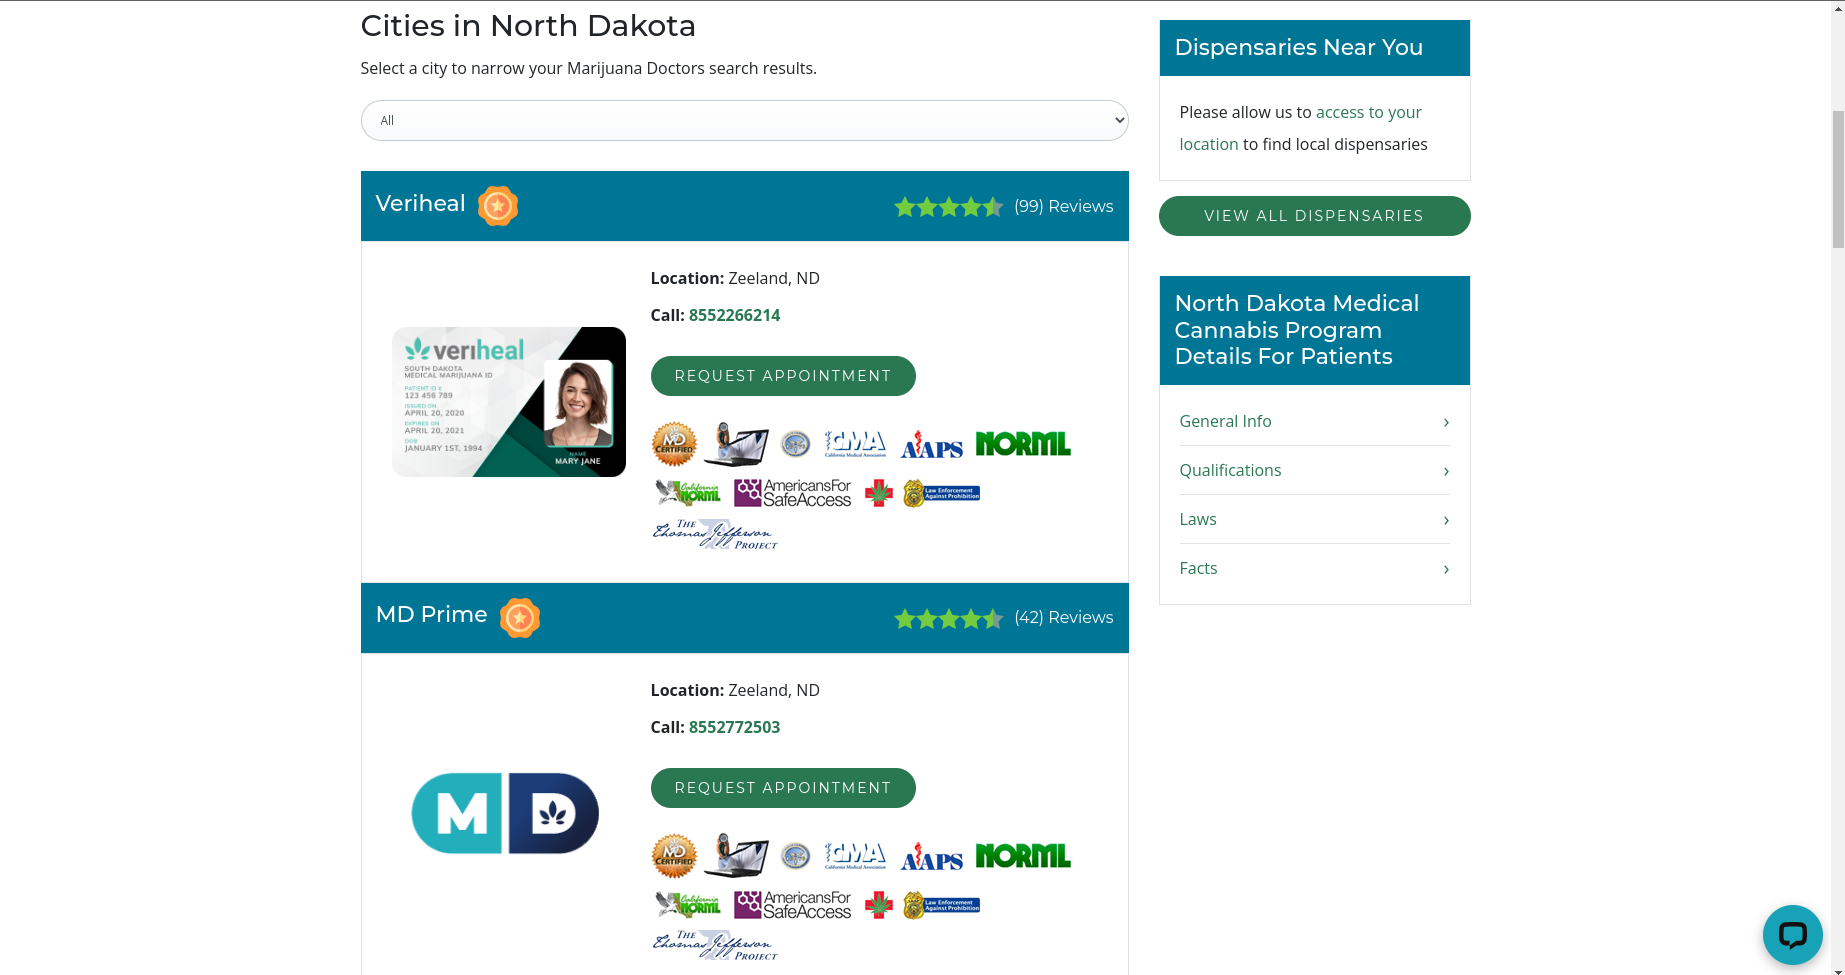 Cities in North Dakota
Select a city to narrow your Marijuana Doctors search results.
All
Veriheal
(99) Reviews
Location: Zeeland, ND
Call: 8552266214
REQUEST APPOINTMENT
veriheal
SOUTH DAKOTA
MEDICAL MARIJUANA ID
PATIENT ID #
123 456 789
ISSUED ON
APRIL 20, 2020
EXPIRES ON
APRIL 20, 2021
DOB
JANUARY 1ST, 1994
NAME
MARY JANE
MD
CERTIFIED
CMA
California Medical Association
AAPS
NORML
California
NORML
AmericansFor
SafeAccess
Law Enforcement
Against Prohibition
THE
Thomas Jefferson
PROJECT
MD Prime
(42) Reviews
Location: Zeeland, ND
Call: 8552772503
REQUEST APPOINTMENT
M D
MD
CERTIFIED
CMA
California Medical Association
AAPS
NORML
California
NORML
AmericansFor
SafeAccess
Law Enforcement
Against Prohibition
THE
Thomas Jefferson
PROJECT
Dispensaries Near You
Please allow us to access to your
location to find local dispensaries
VIEW ALL DISPENSARIES
North Dakota Medical
Cannabis Program
Details For Patients
General Info
Qualifications
Laws
Facts